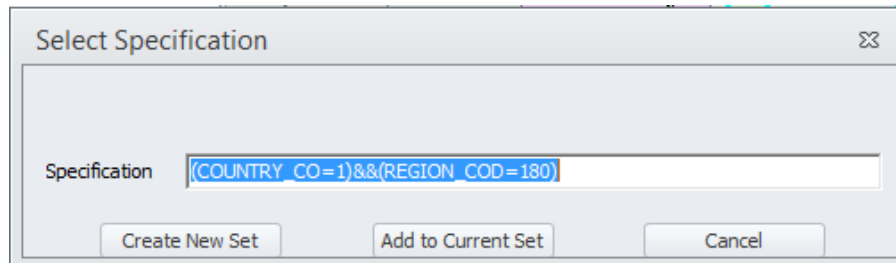 Select Specification
Specification (COUNTRY_CO=1)&&(REGION_COD=180)
Create New Set Add to Current Set Cancel